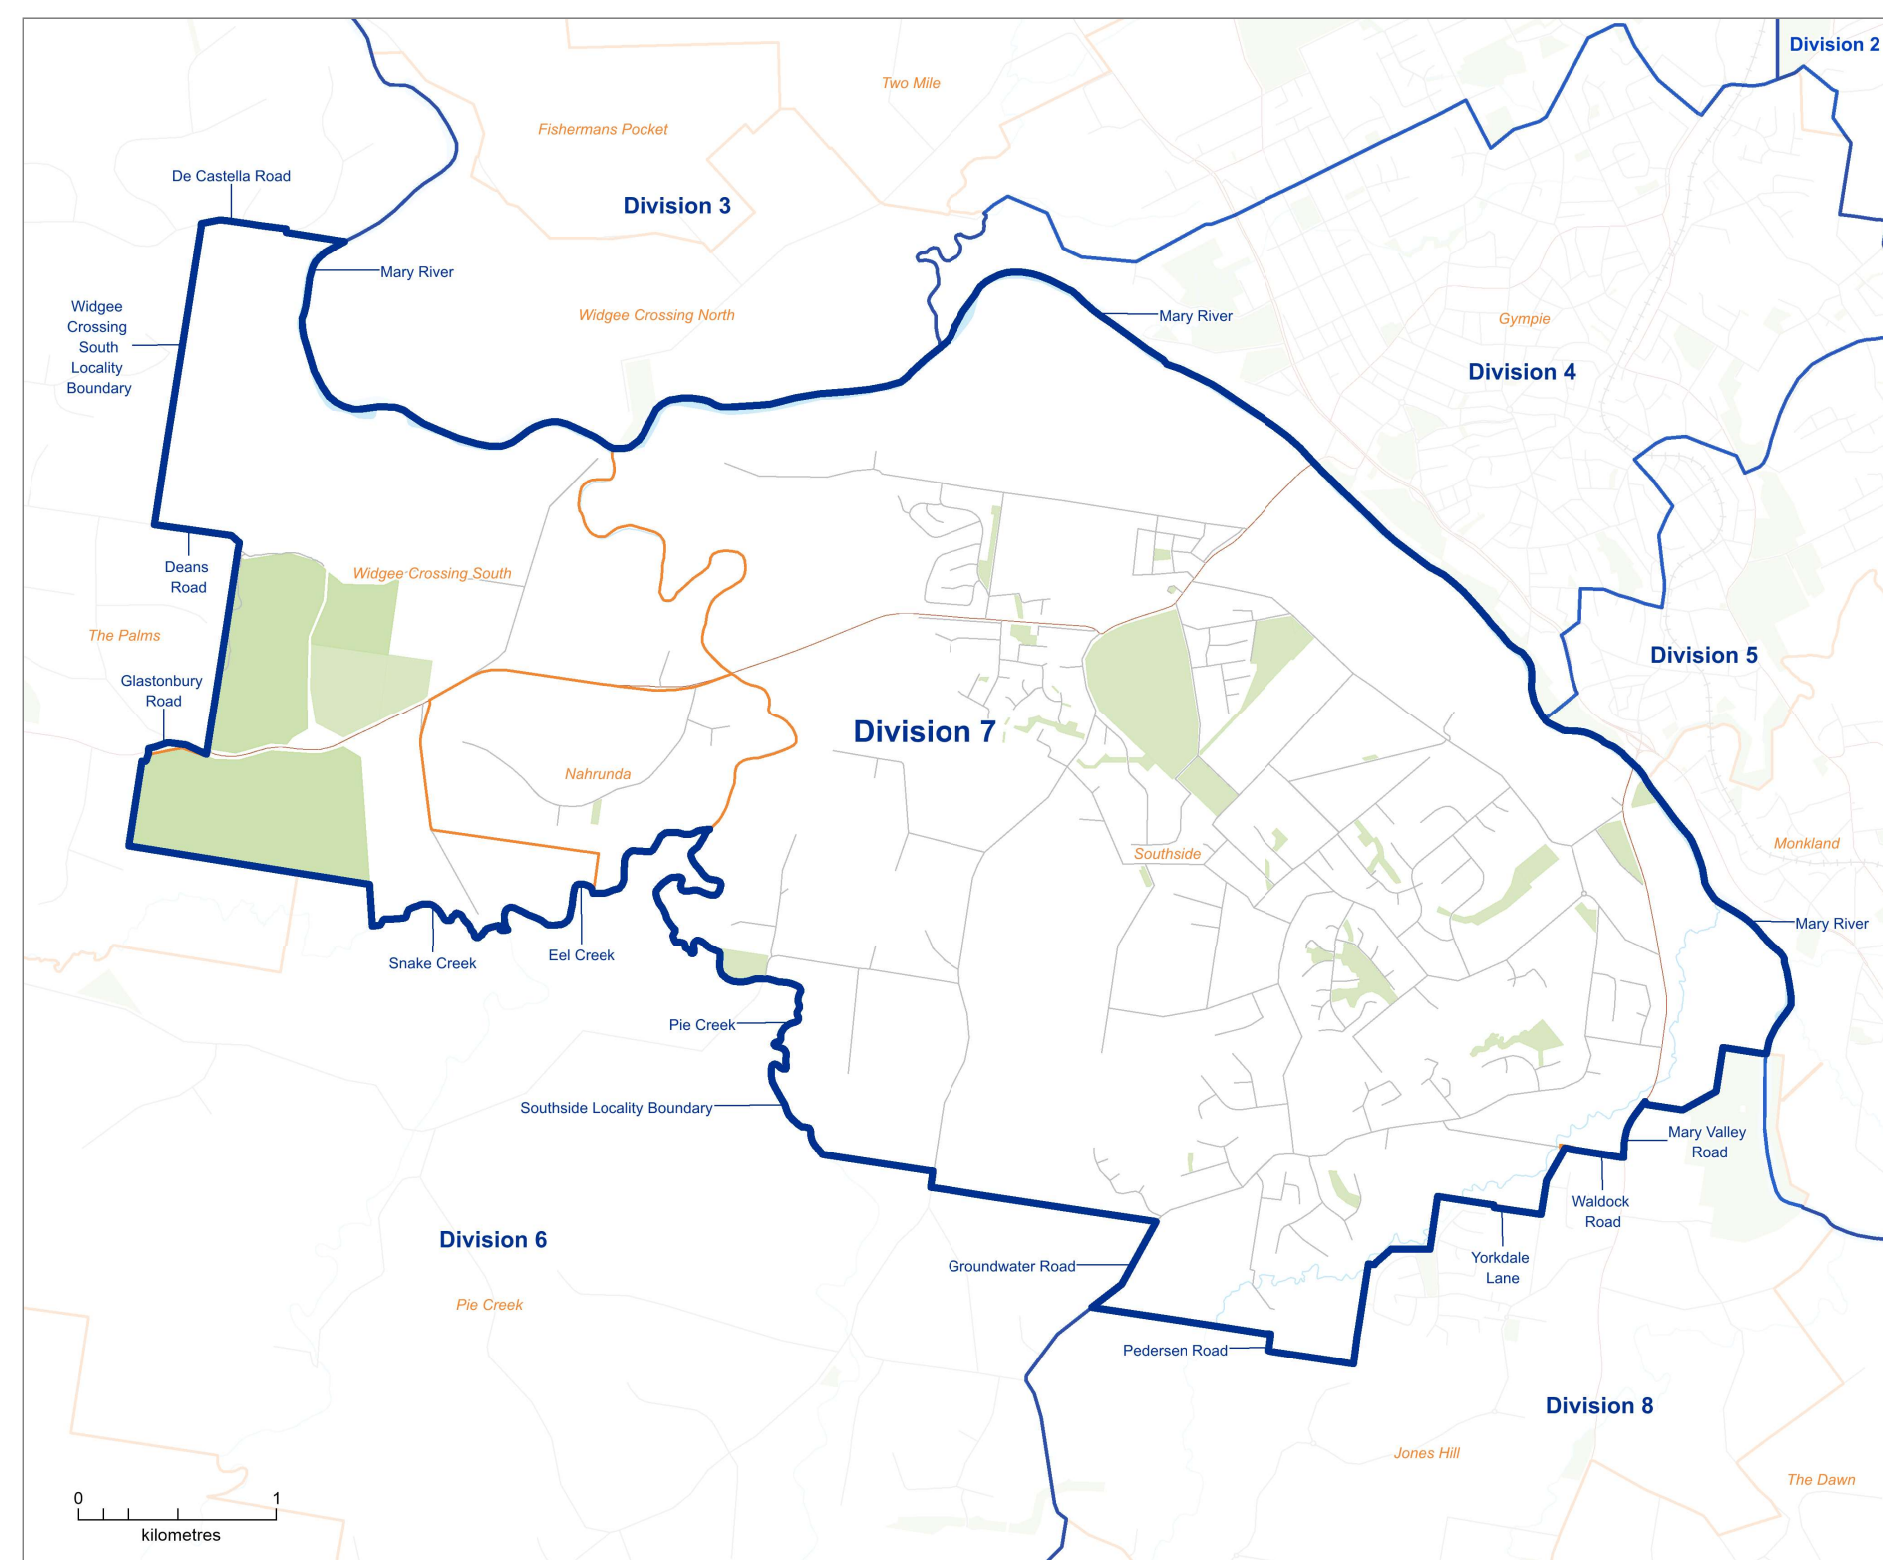 Division 2
Two Mile
Fishermans Pocket
De Castella Road
Division 3
Mary River
Widgee
Crossing
South
Locality
Boundary
Widgee Crossing North
Mary River
Gympie
Division 4
Deans
Road
Widgee Crossing South
The Palms
Division 5
Glastonbury
Road
Division 7
Nahrunda
Southside
Monkland
Mary River
Snake Creek
Eel Creek
Pie Creek
Southside Locality Boundary
Mary Valley
Road
Waldock
Road
Division 6
Groundwater Road
Yorkdale
Lane
Pie Creek
Pedersen Road
Division 8
Jones Hill
The Dawn
0 1
kilometres